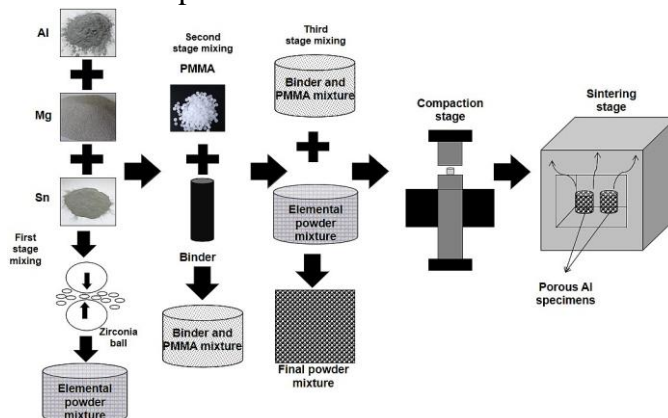 Al
Mg
Sn
First
stage
mixing
Zirconia
ball
Elemental
powder
mixture
Second
stage mixing
PMMA
Binder
Binder and
PMMA mixture
Third
stage mixing
Binder and
PMMA mixture
Elemental
powder mixture
Final powder
mixture
Compaction
stage
Sintering
stage
Porous Al
specimens